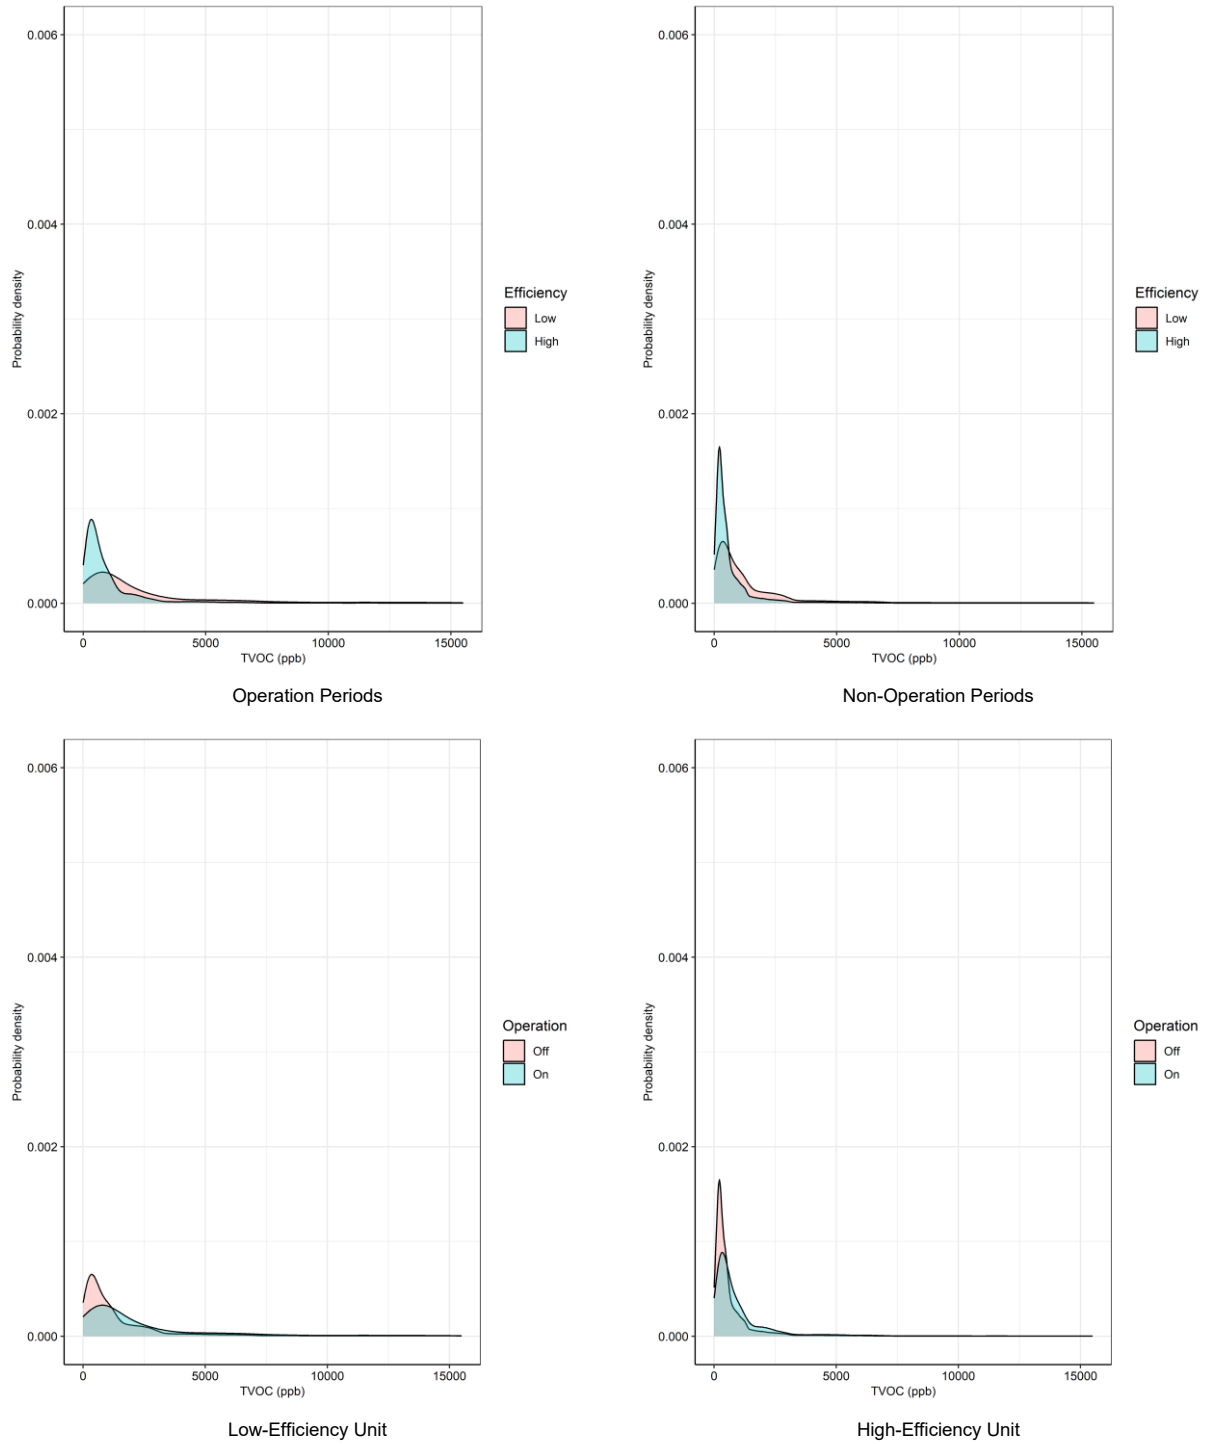 0.006
0.004
0.002
0.000
Probability density
0
5000
10000
15000
TVOC (ppb)
Efficiency
Low
High
Operation Periods
0.006
0.004
0.002
0.000
Probability density
0
5000
10000
15000
TVOC (ppb)
Efficiency
Low
High
Non-Operation Periods
0.006
0.004
0.002
0.000
Probability density
0
5000
10000
15000
TVOC (ppb)
Operation
Off
On
Low-Efficiency Unit
0.006
0.004
0.002
0.000
Probability density
0
5000
10000
15000
TVOC (ppb)
Operation
Off
On
High-Efficiency Unit